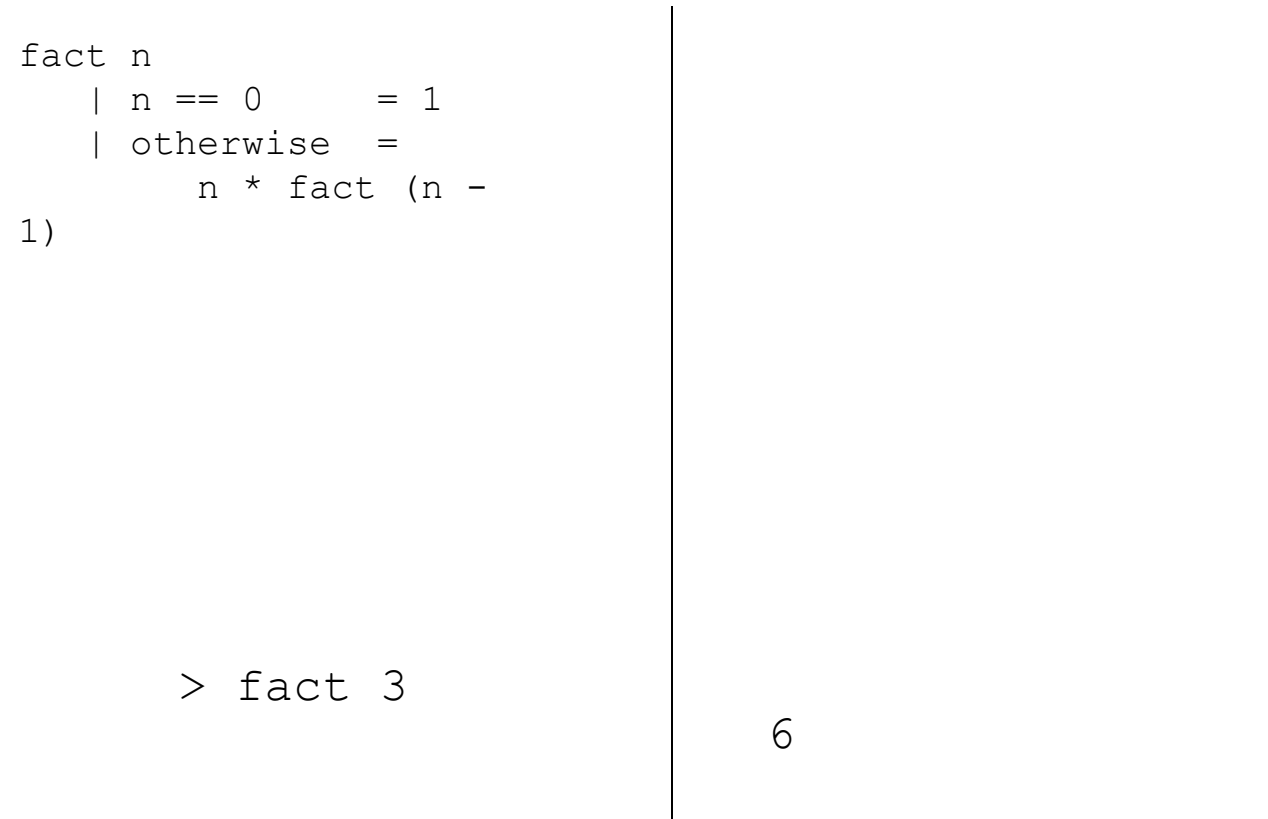 fact n
   | n == 0     = 1
   | otherwise  =
        n * fact (n -
1)
> fact 3
6